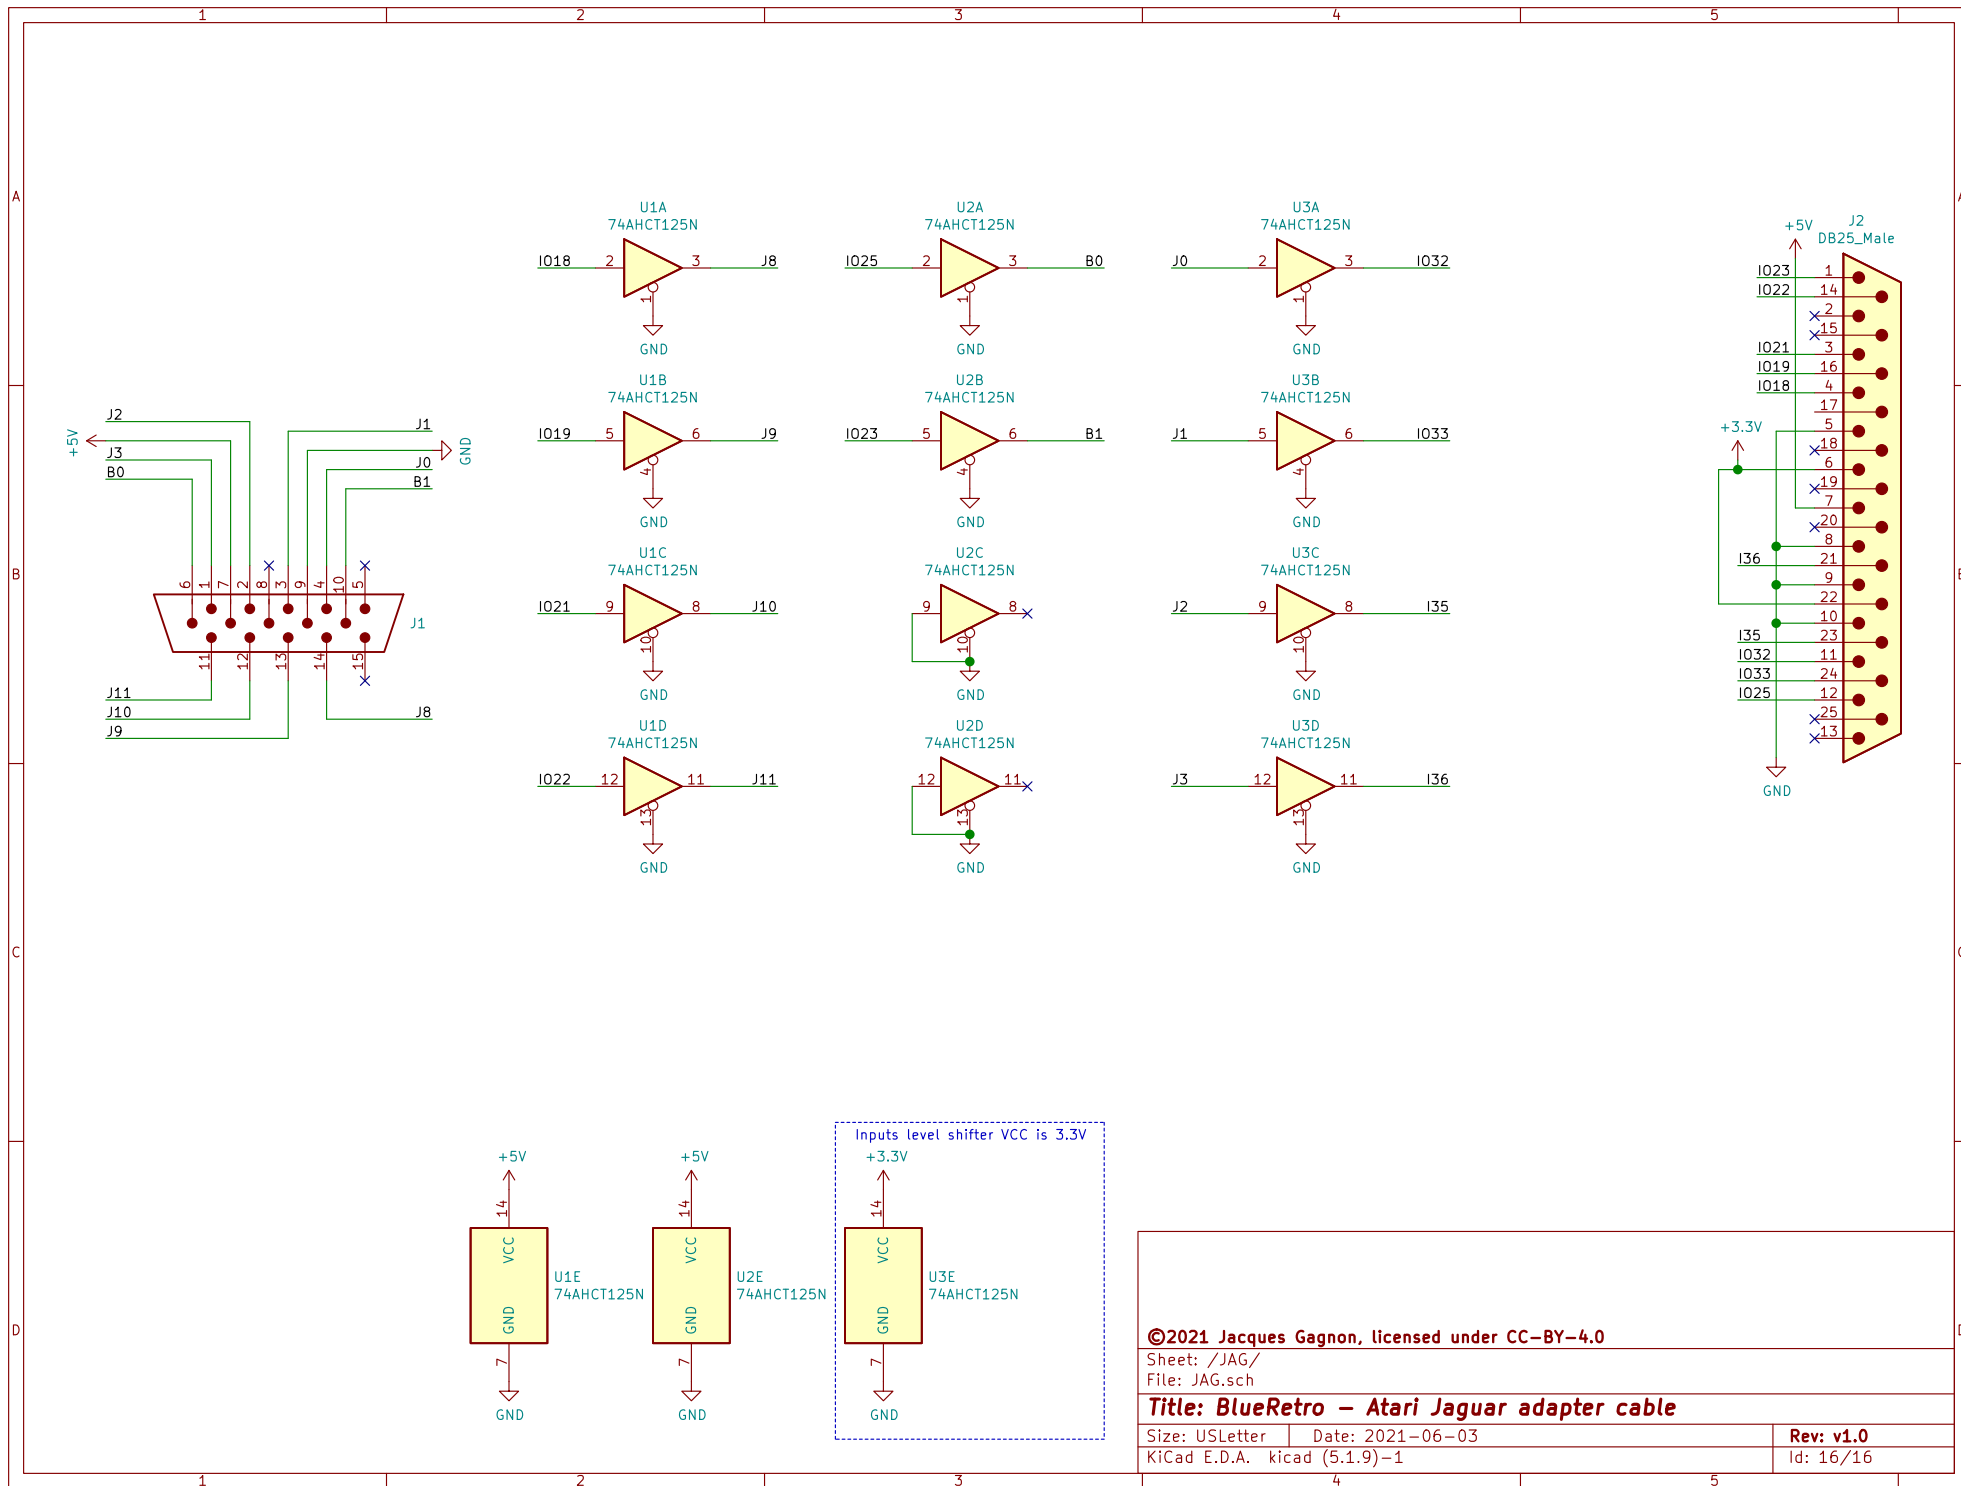 1 2 3 4 5
A
B
C
D
U1A
74AHCT125N
IO18 2 3 J8
1
GND
U2A
74AHCT125N
IO25 2 3 B0
1
GND
U3A
74AHCT125N
J0 2 3 IO32
1
GND
U1B
74AHCT125N
IO19 5 6 J9
4
GND
U2B
74AHCT125N
IO23 5 6 B1
4
GND
U3B
74AHCT125N
J1 5 6 IO33
4
GND
U1C
74AHCT125N
IO21 9 8 J10
10
GND
U2C
74AHCT125N
9 8
10
GND
U3C
74AHCT125N
J2 9 8 I35
10
GND
U1D
74AHCT125N
IO22 12 11 J11
13
GND
U2D
74AHCT125N
12 11
13
GND
U3D
74AHCT125N
J3 12 11 I36
13
GND
J2
+5V
J3
B0
J1
GND
J0
B1
6 1 7 2 8 3 9 4 10 5
J1
11 12 13 14 15
J11
J10
J9
J8
J2
DB25_Male
+5V
IO23 1
IO22 14
2
15
IO21 3
IO19 16
IO18 4
17
5
+3.3V
18
6
19
7
20
8
I36 21
9
22
10
I35 23
IO32 11
IO33 24
IO25 12
25
13
GND
+5V
14
VCC
GND
7
GND
U1E
74AHCT125N
+5V
14
VCC
GND
7
GND
U2E
74AHCT125N
Inputs level shifter VCC is 3.3V
+3.3V
14
VCC
GND
7
GND
U3E
74AHCT125N
©2021 Jacques Gagnon, licensed under CC-BY-4.0
Sheet: /JAG/
File: JAG.sch
Title: BlueRetro - Atari Jaguar adapter cable
Size: USLetter Date: 2021-06-03 Rev: v1.0
KiCad E.D.A. kicad (5.1.9)-1 Id: 16/16
1 2 3 4 5